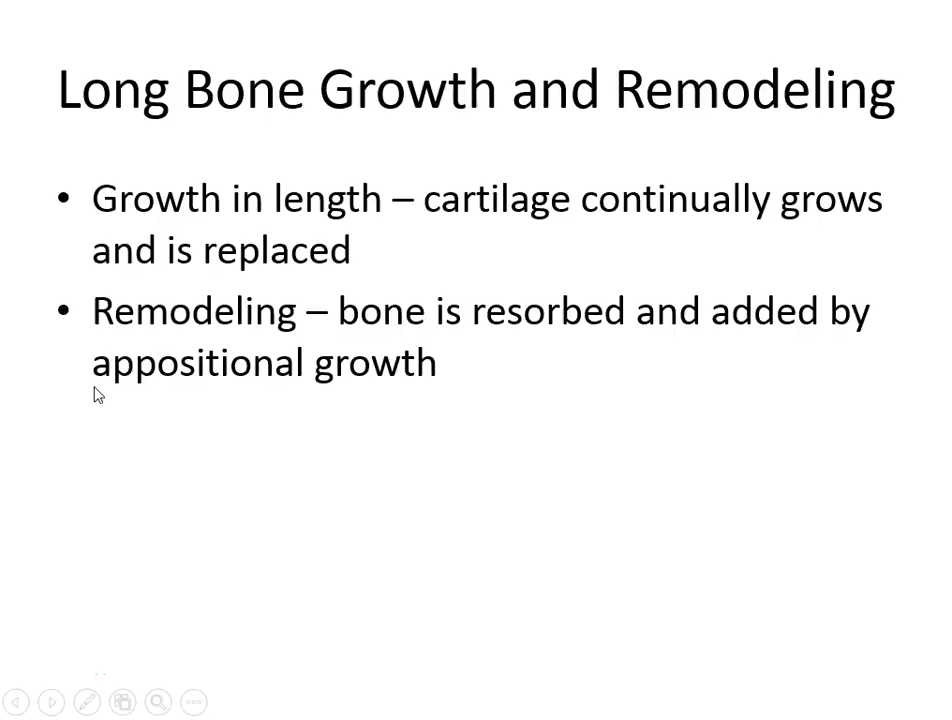 Long Bone Growth and Remodeling
• Growth in length – cartilage continually grows
and is replaced
• Remodeling – bone is resorbed and added by
appositional growth